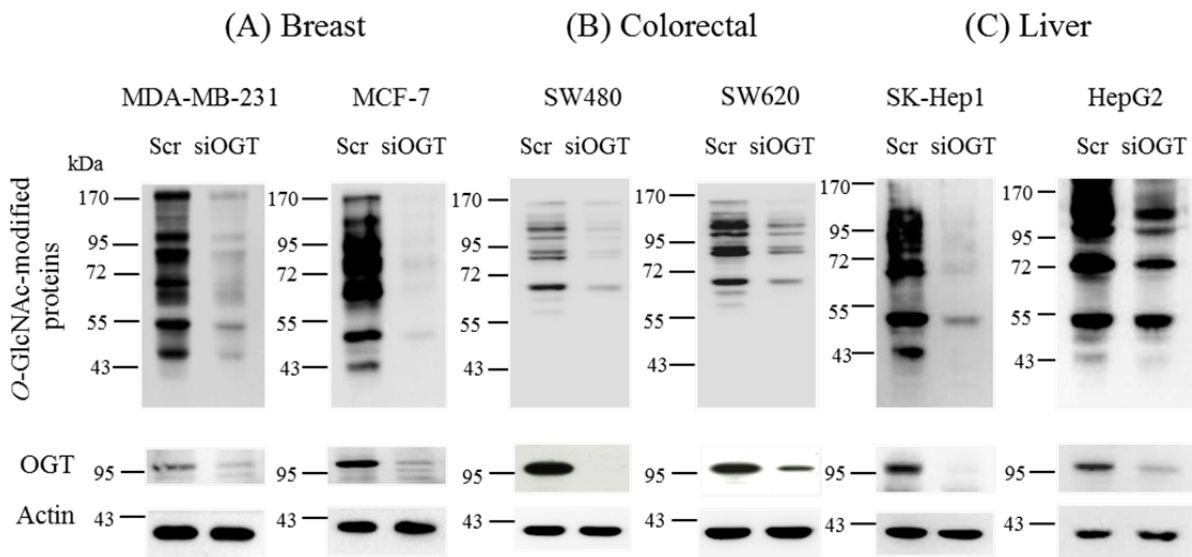 (A) Breast (B) Colorectal (C) Liver
MDA-MB-231 MCF-7 SW480 SW620 SK-Hep1 HepG2
Scr siOGT Scr siOGT Scr siOGT Scr siOGT Scr siOGT Scr siOGT
kDa
O-GlcNAc-modified
proteins
170 170 170 170 170 170
95 95 95 95 95 95
72 72 72 72 72 72
55 55 55 55 55 55
43 43 43 43 43 43
OGT 95 95 95 95 95 95
Actin 43 43 43 43 43 43